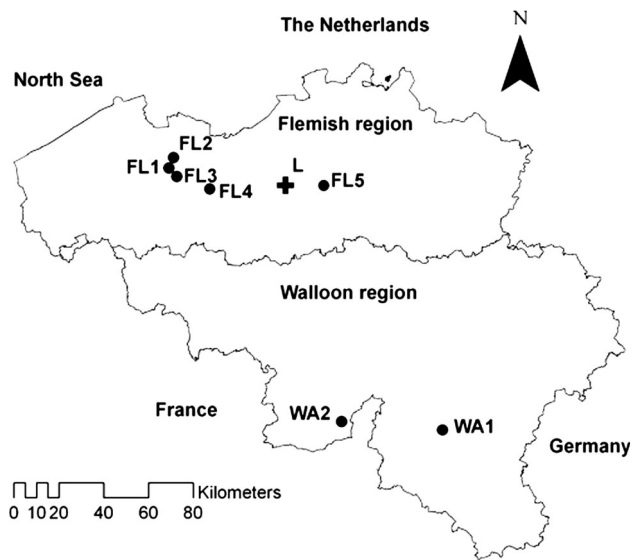 The Netherlands
N
North Sea
Flemish region
FL2
FL1
FL3
FL4
L
FL5
Walloon region
France
WA2
WA1
Germany
Kilometers
0 10 20 40 60 80